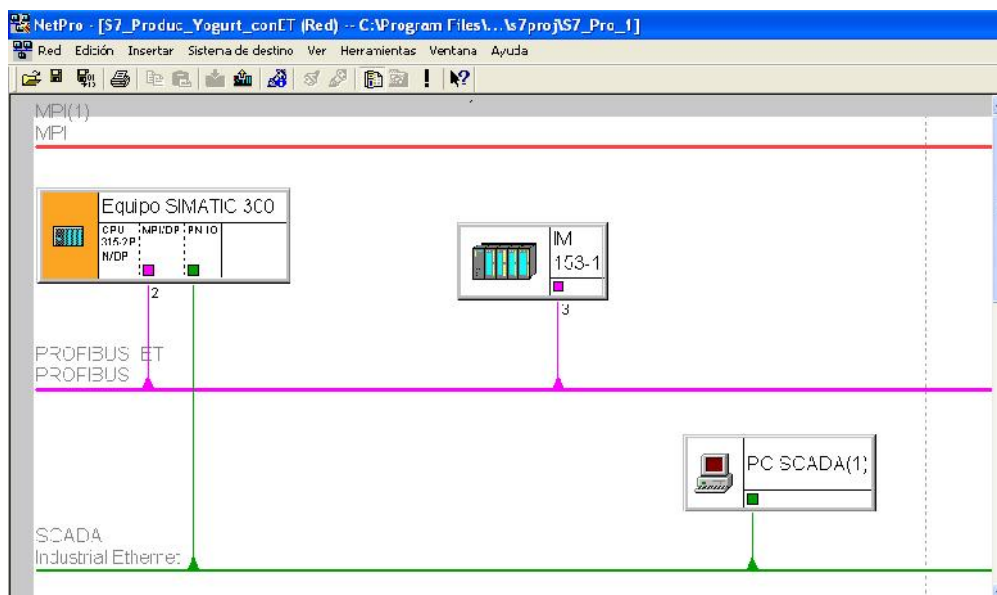 NetPro - [S7_Produc_Yogurt_conET (Red) -- C:\Program Files\...\s7proj\S7_Pro_1]
Red Edición Insertar Sistema de destino Ver Herramientas Ventana Ayuda
MPI(1)
MPI
Equipo SIMATIC 300
CPU 315-2P N/DP
MPI/DP
PN IO
2
IM
153-1
3
PROFIBUS ET
PROFIBUS
PC SCADA(1)
SCADA
Industrial Ethernet